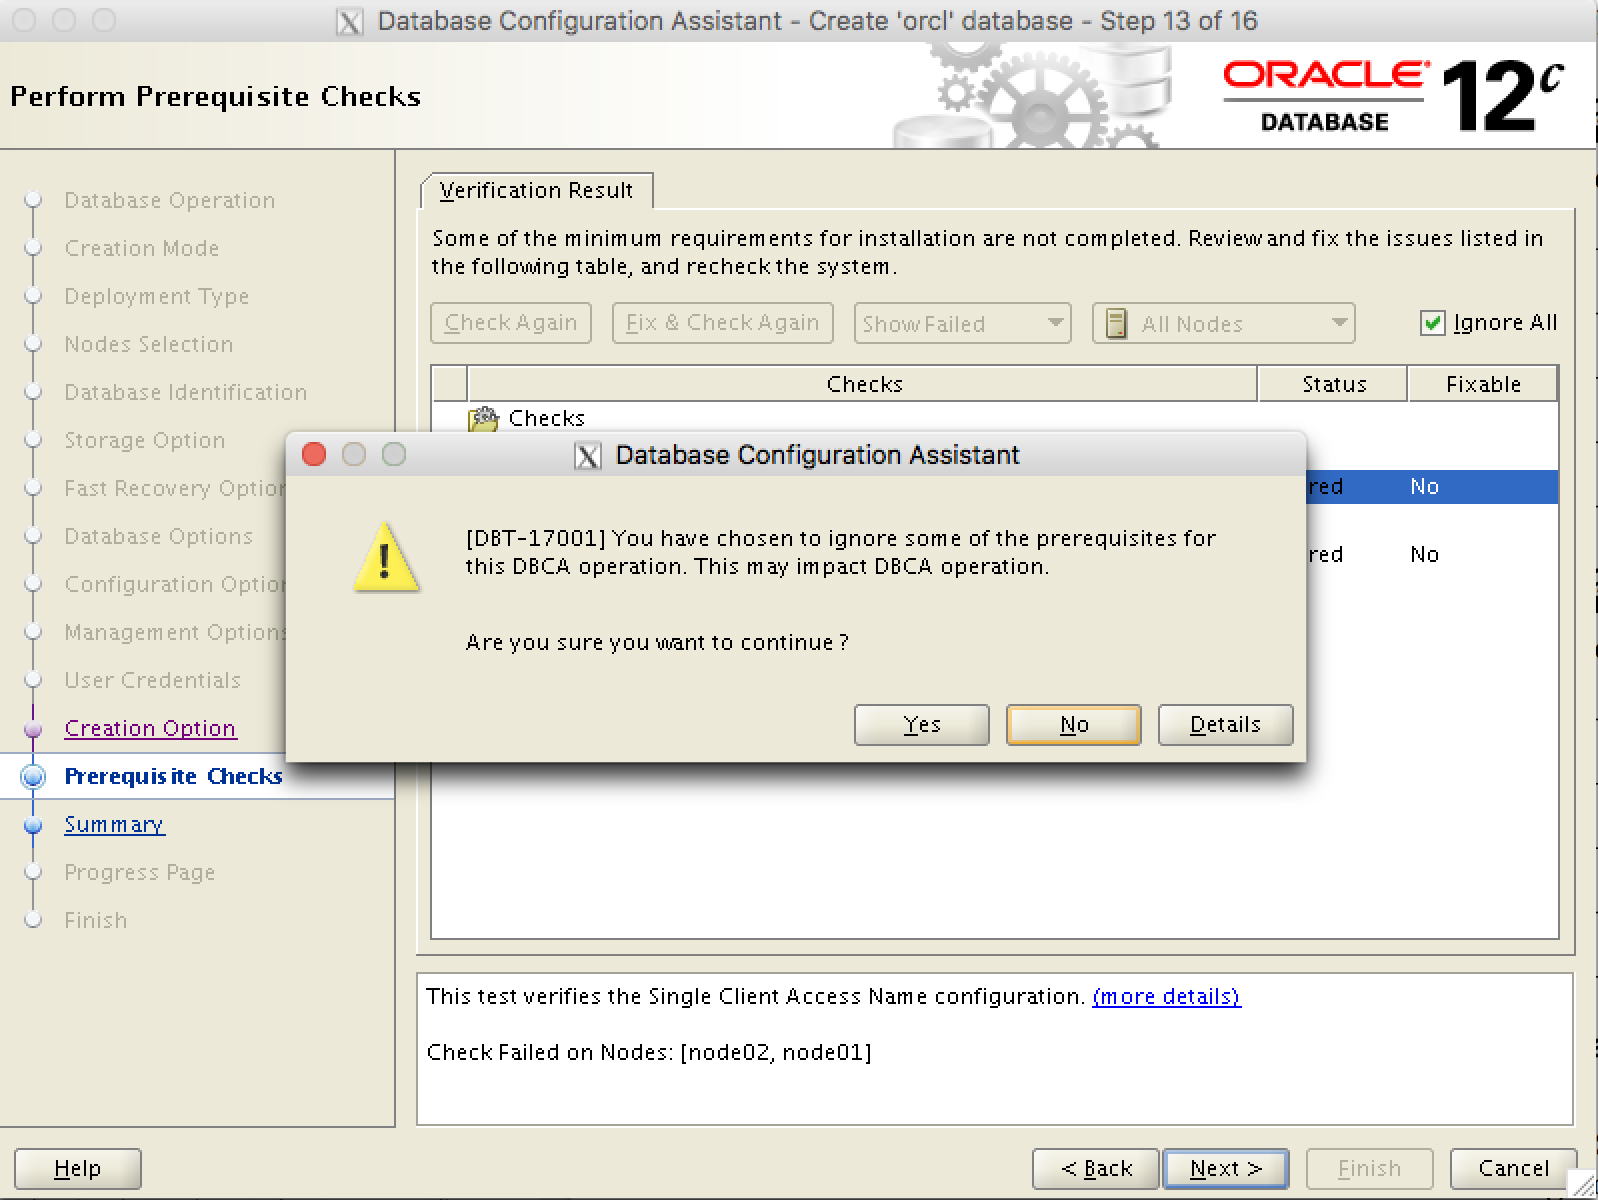 Database Configuration Assistant - Create 'orcl' database - Step 13 of 16
Perform Prerequisite Checks
ORACLE
DATABASE
12c
Database Operation
Creation Mode
Deployment Type
Nodes Selection
Database Identification
Storage Option
Fast Recovery Option
Database Options
Configuration Option
Management Options
User Credentials
Creation Option
Prerequisite Checks
Summary
Progress Page
Finish
Verification Result
Some of the minimum requirements for installation are not completed. Review and fix the issues listed in
the following table, and recheck the system.
Check Again Fix & Check Again Show Failed All Nodes Ignore All
Checks Status Fixable
Checks
red No
red No
Database Configuration Assistant
[DBT-17001] You have chosen to ignore some of the prerequisites for
this DBCA operation. This may impact DBCA operation.
Are you sure you want to continue ?
Yes No Details
This test verifies the Single Client Access Name configuration. (more details)
Check Failed on Nodes: [node02, node01]
Help < Back Next > Finish Cancel